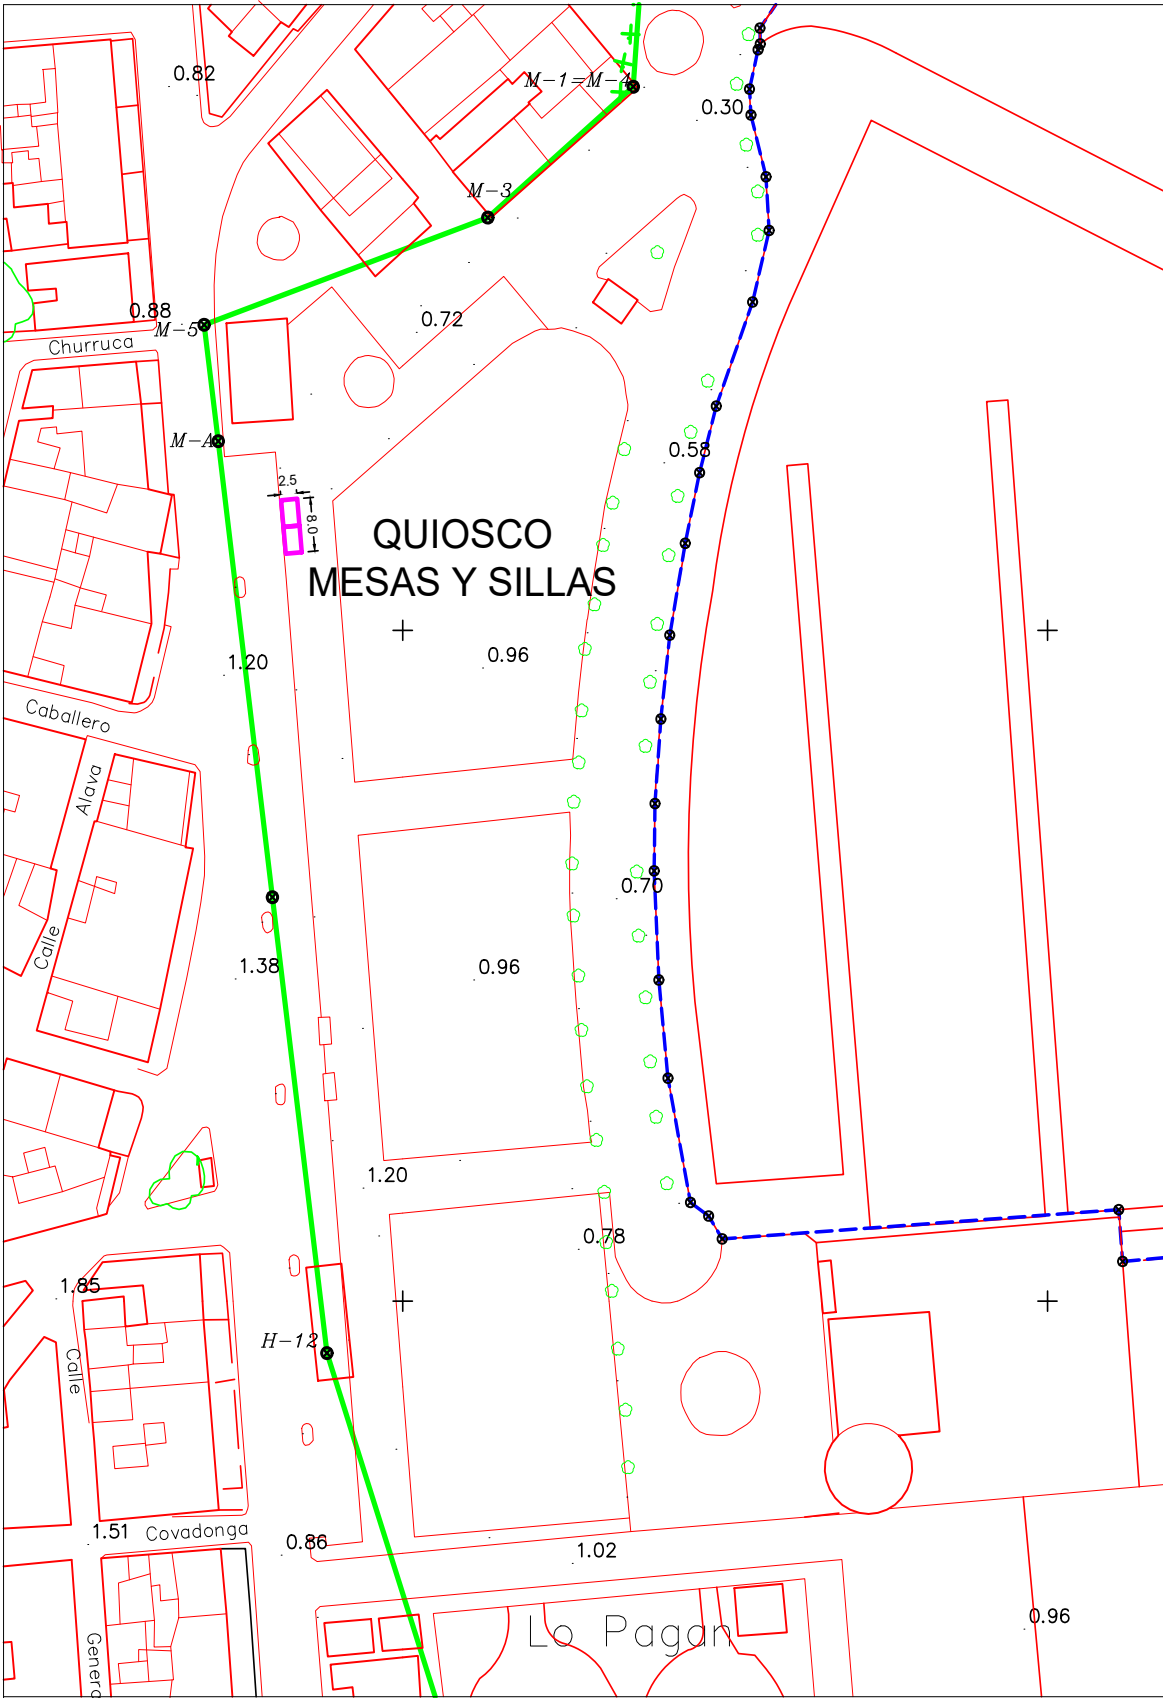 0.82
M-1=M-4
0.30
M-3
0.88
M-5
0.72
Churruca
M-A
0.58
2.5
8.0
QUIOSCO
MESAS Y SILLAS
0.96
1.20
Caballero
Alava
0.70
Calle
1.38
0.96
1.20
0.78
1.85
H-12
Calle
1.51
Covadonga
0.86
1.02
0.96
Lo Pagan
Genera